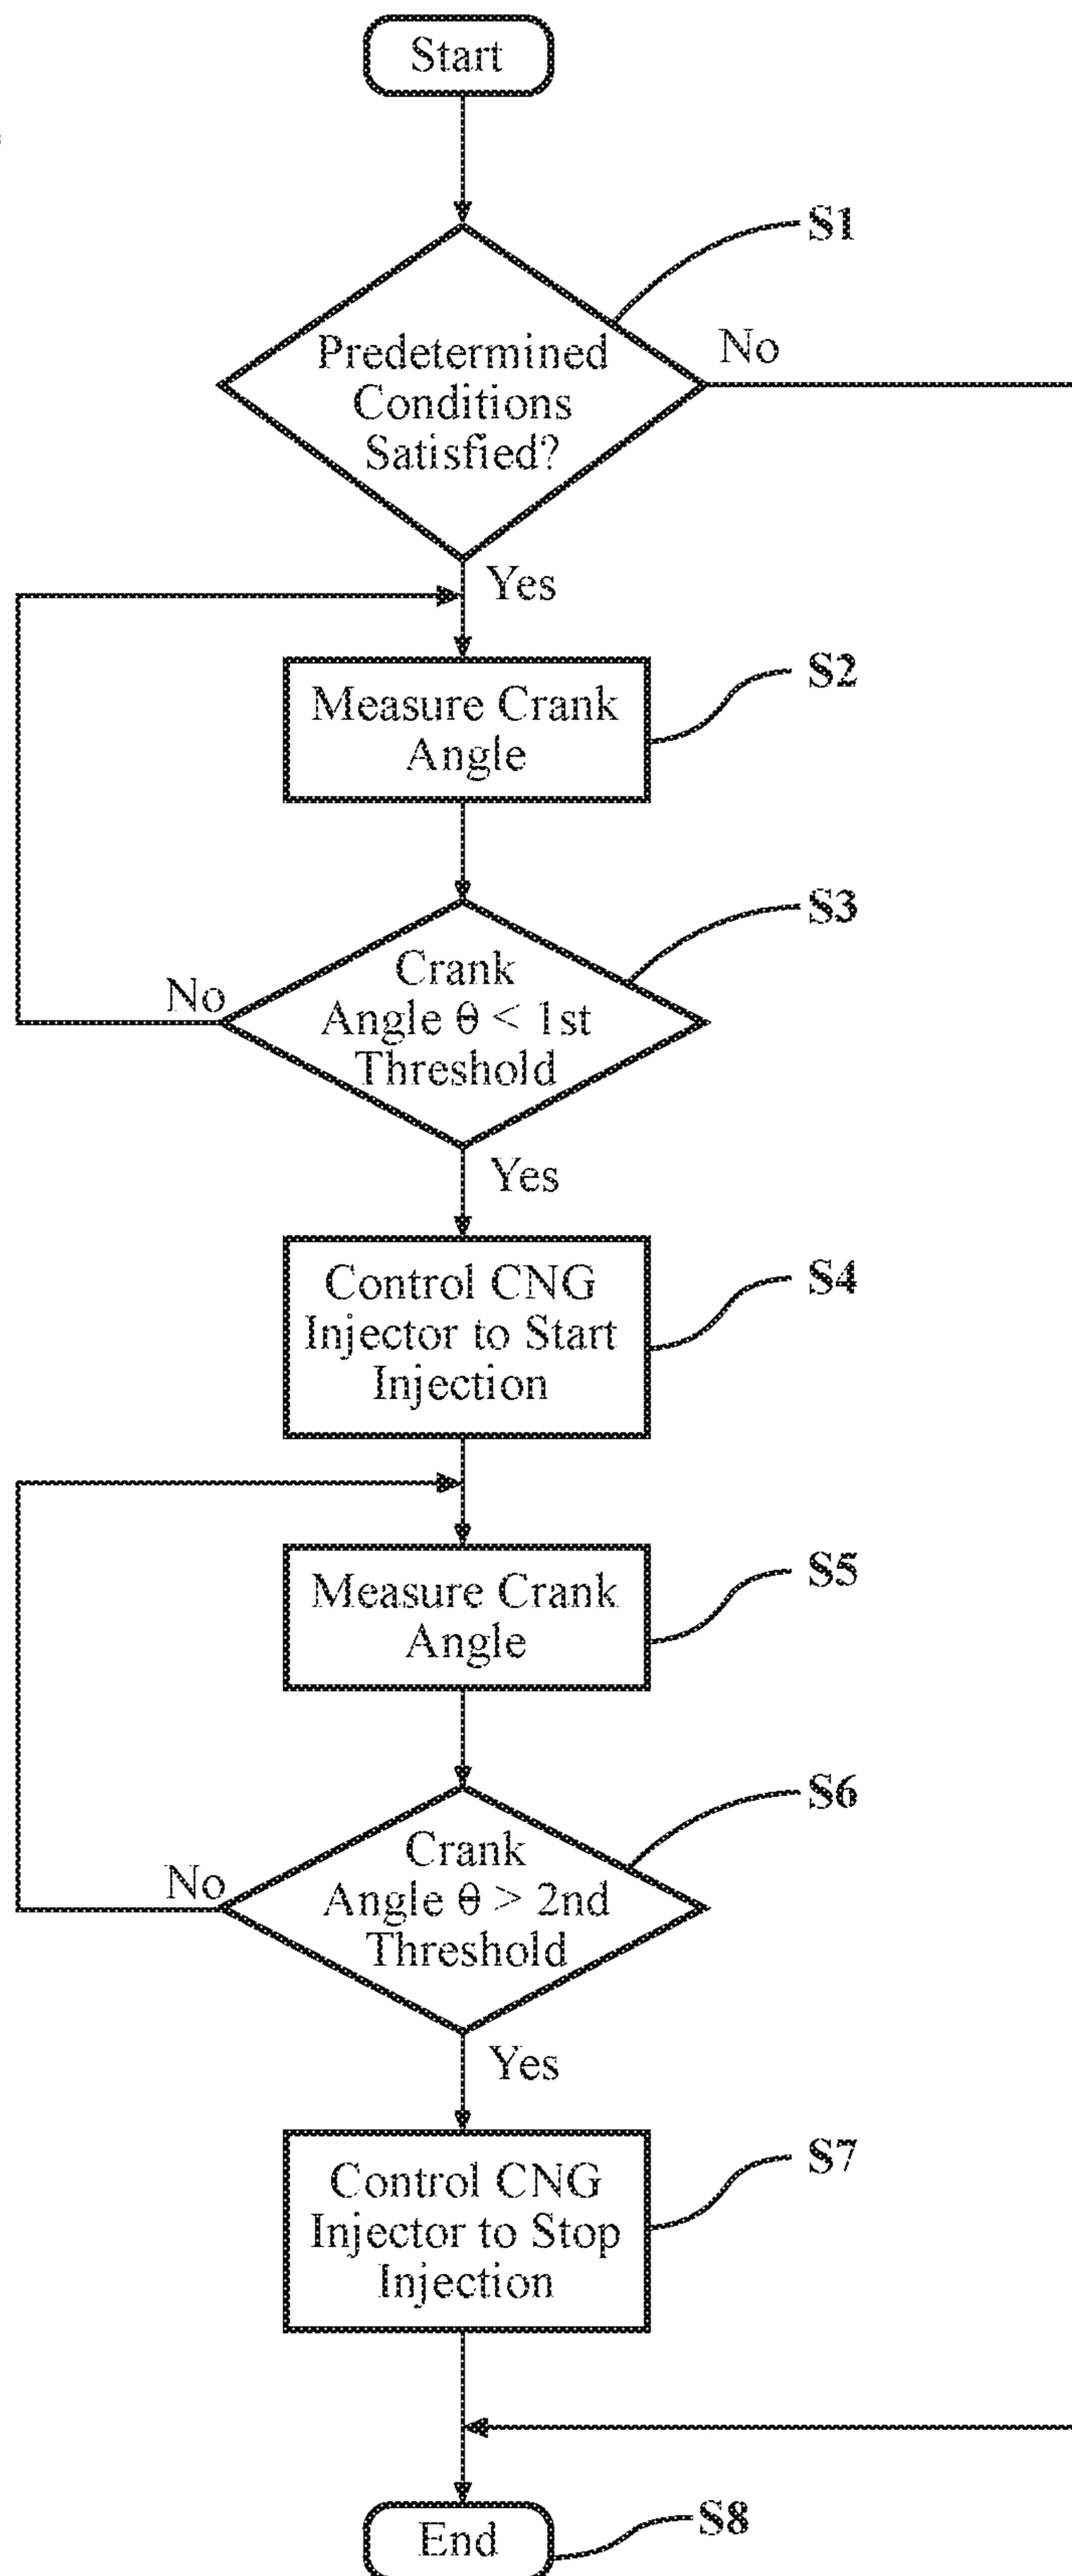 Start
S1
Predetermined
Conditions
Satisfied?
No
Yes
S2
Measure Crank
Angle
S3
Crank
Angle θ < 1st
Threshold
No
Yes
S4
Control CNG
Injector to Start
Injection
S5
Measure Crank
Angle
S6
Crank
Angle θ > 2nd
Threshold
No
Yes
S7
Control CNG
Injector to Stop
Injection
End
S8